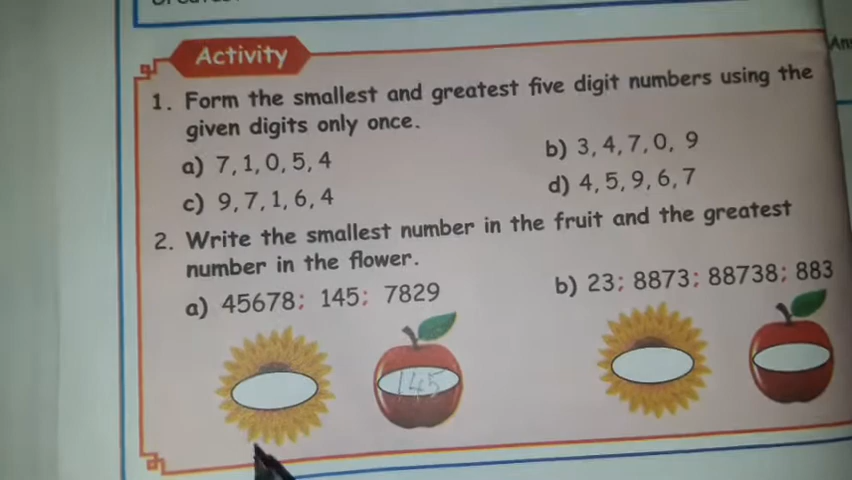 Activity
1. Form the smallest and greatest five digit numbers using the
given digits only once.
a) 7, 1, 0, 5, 4
b) 3, 4, 7, 0, 9
c) 9, 7, 1, 6, 4
d) 4, 5, 9, 6, 7
2. Write the smallest number in the fruit and the greatest
number in the flower.
a) 45678; 145; 7829
b) 23; 8873; 88738; 883
145